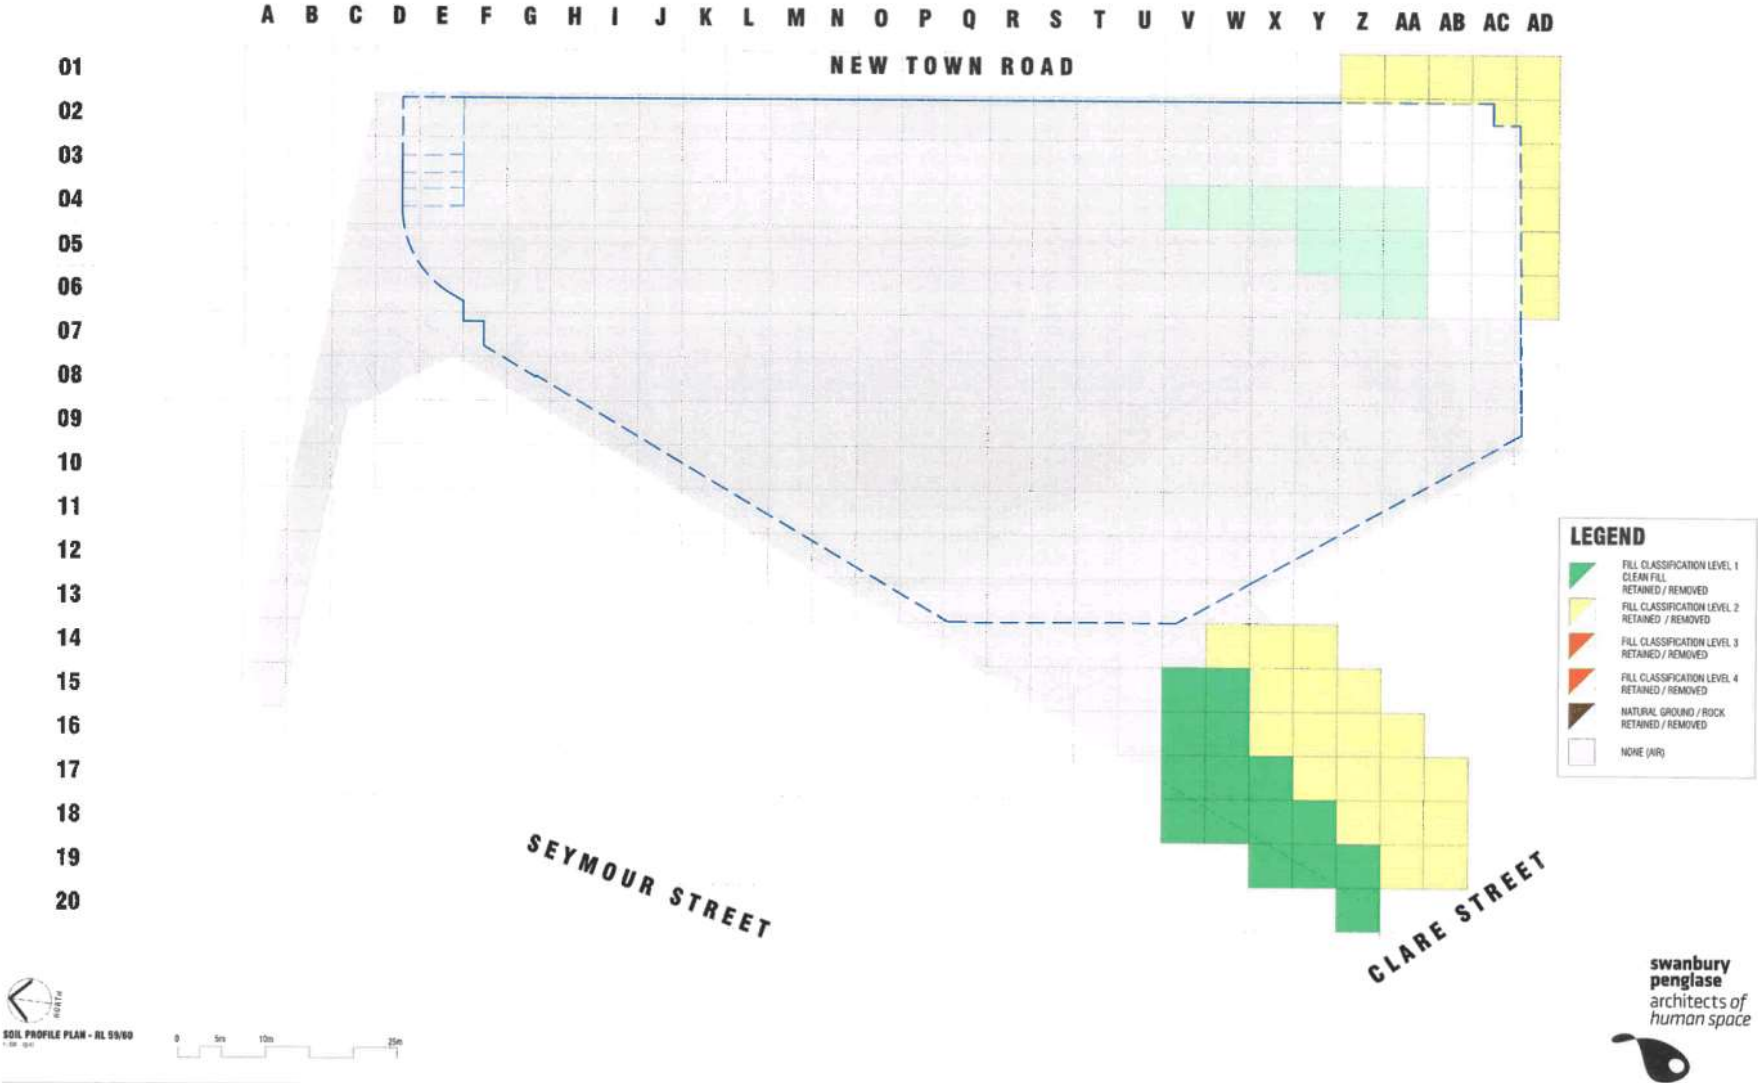 A B C D E F G H I J K L M N O P Q R S T U V W X Y Z AA AB AC AD
NEW TOWN ROAD
01
02
03
04
05
06
07
08
09
10
11
12
13
14
15
16
17
18
19
20
LEGEND
FILL CLASSIFICATION LEVEL 1
CLEAN FILL
RETAINED / REMOVED
FILL CLASSIFICATION LEVEL 2
RETAINED / REMOVED
FILL CLASSIFICATION LEVEL 3
RETAINED / REMOVED
FILL CLASSIFICATION LEVEL 4
RETAINED / REMOVED
NATURAL GROUND / ROCK
RETAINED / REMOVED
NONE (AIR)
SEYMOUR STREET
CLARE STREET
NORTH
SOIL PROFILE PLAN - RL 59/60
0 5m 10m 25m
swanbury
penglase
architects of
human space